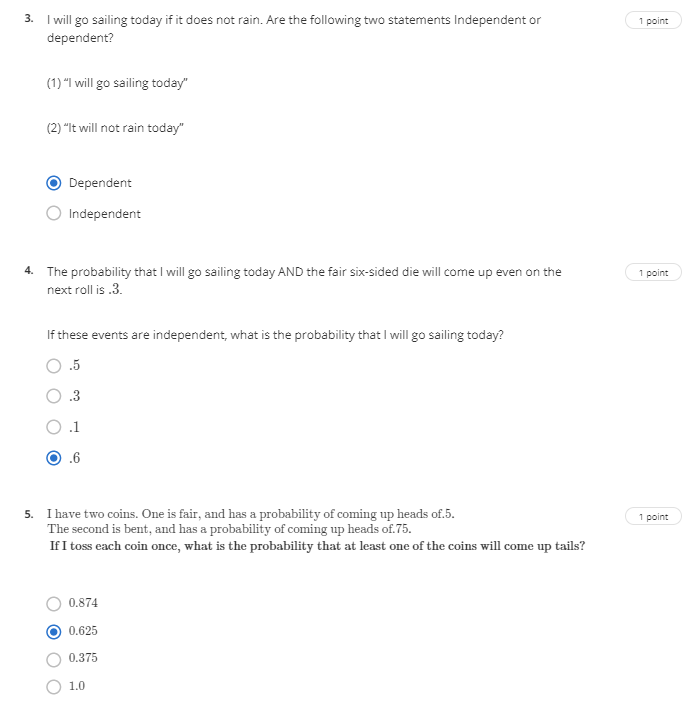 3. I will go sailing today if it does not rain. Are the following two statements Independent or
1 point
dependent?
(1) “I will go sailing today”
(2) “It will not rain today”
Dependent
Independent
4. The probability that I will go sailing today AND the fair six-sided die will come up even on the
1 point
next roll is .3.
If these events are independent, what is the probability that I will go sailing today?
.5
.3
.1
.6
5. I have two coins. One is fair, and has a probability of coming up heads of.5.
1 point
The second is bent, and has a probability of coming up heads of.75.
If I toss each coin once, what is the probability that at least one of the coins will come up tails?
0.874
0.625
0.375
1.0